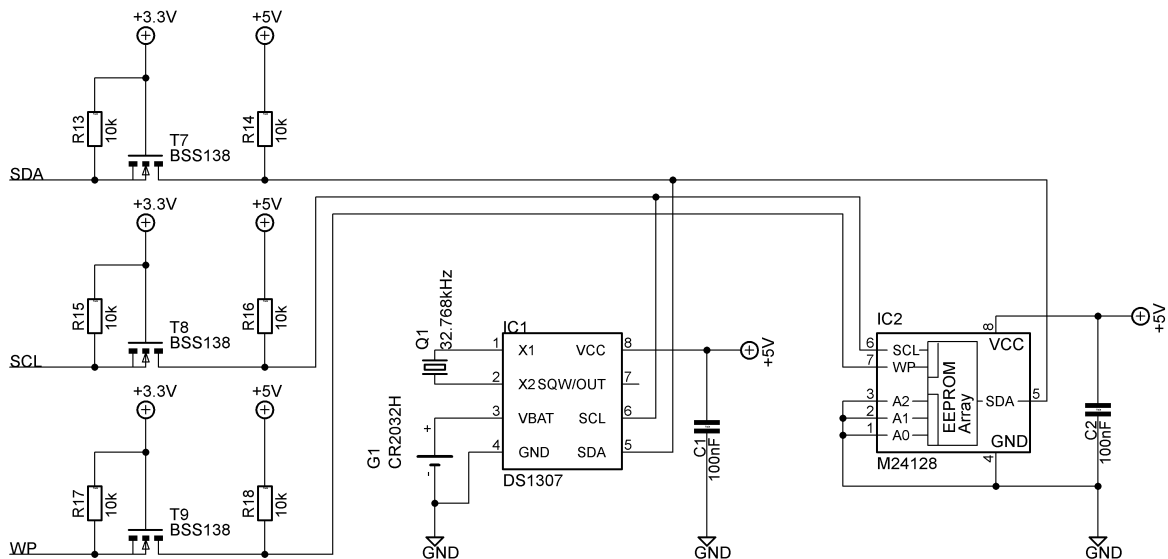 +3.3V
+5V
R13
10k
R14
10k
T7
BSS138
SDA
+3.3V
+5V
R15
10k
R16
10k
T8
BSS138
SCL
+3.3V
+5V
R17
10k
R18
10k
T9
BSS138
WP
Q1
32.768kHz
G1
CR2032H
+
-
GND
IC1
1 X1 VCC 8
2 X2 SQW/OUT 7
3 VBAT SCL 6
4 GND SDA 5
DS1307
+5V
C1
100nF
GND
IC2
8
VCC
6 SCL
7 WP
3 A2
2 A1
1 A0
EEPROM
Array
SDA 5
GND
4
M24128
+5V
C2
100nF
GND